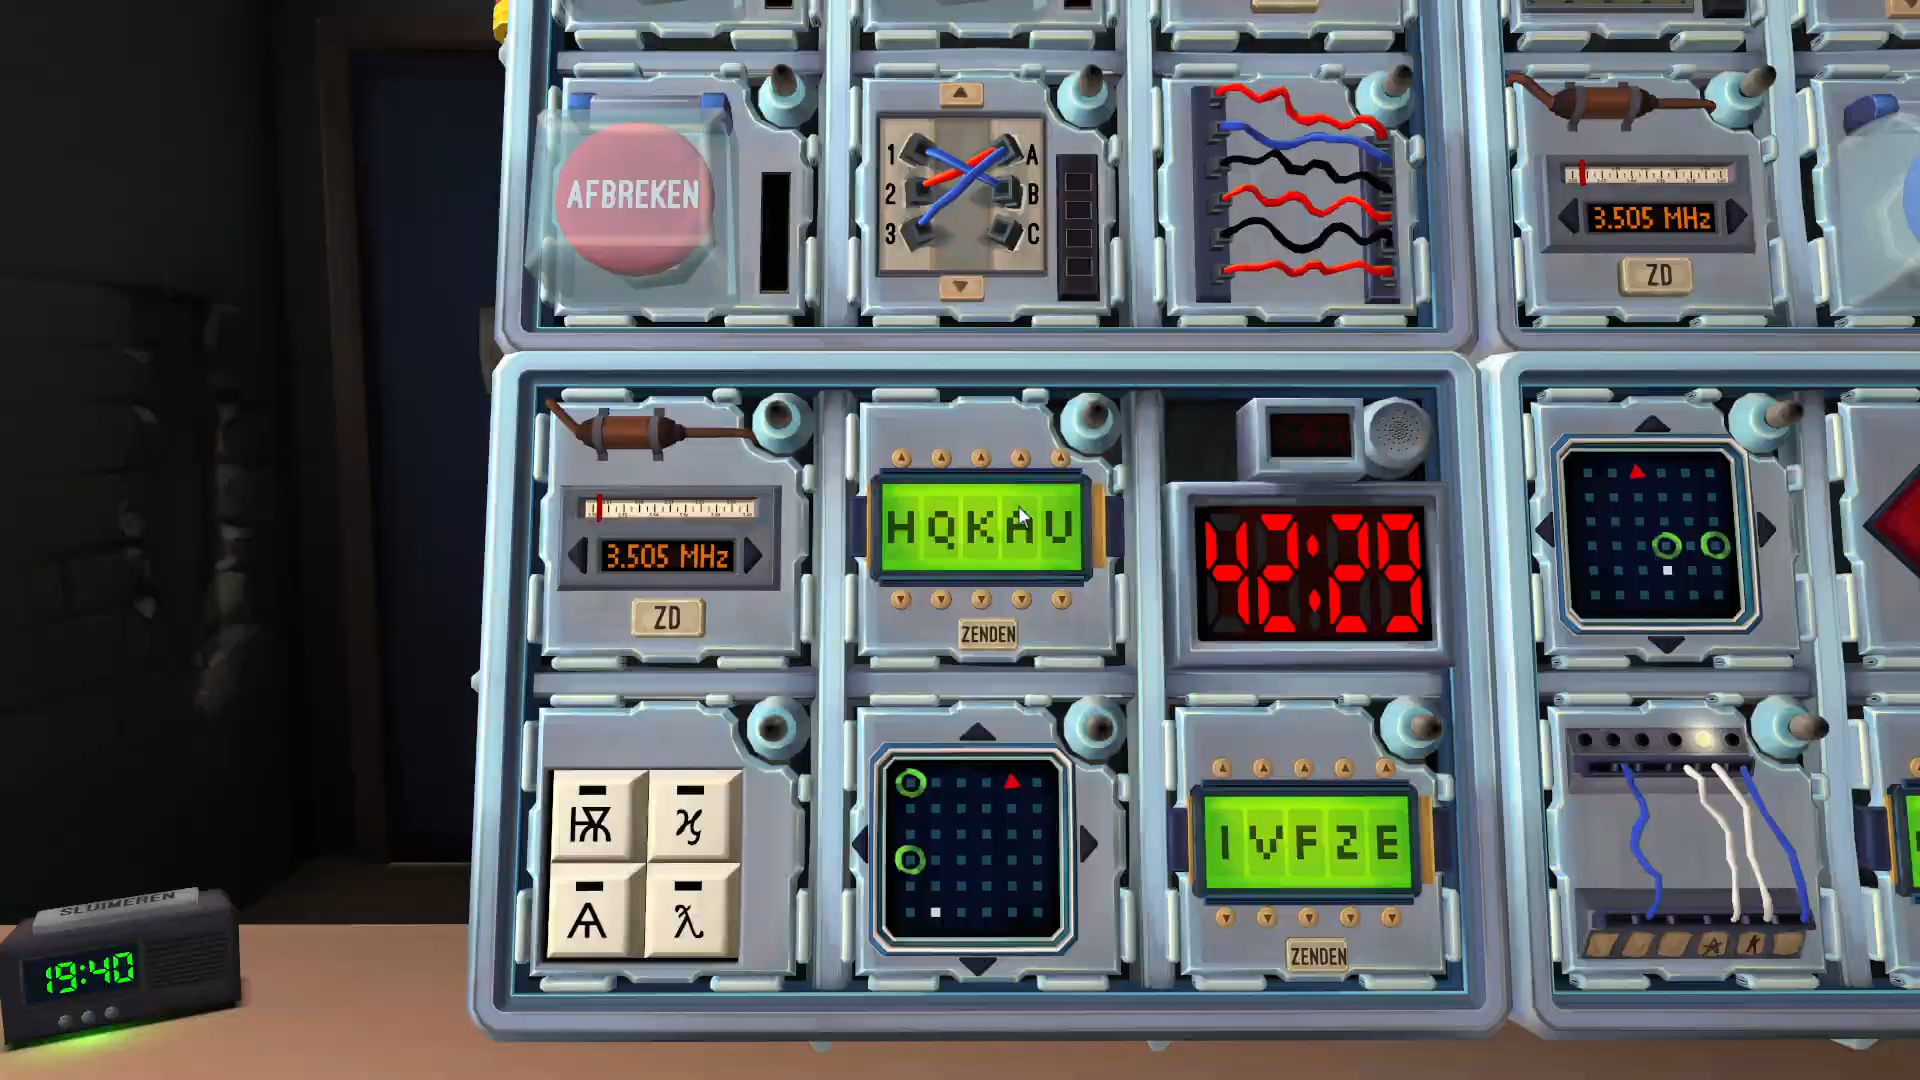 AFBREKEN
1 A
2 B
3 C
3.505 MHz
ZD
3.505 MHz
ZD
HQKAU
ZENDEN
42:29
IVFZE
ZENDEN
SLUIMEREN
19:40